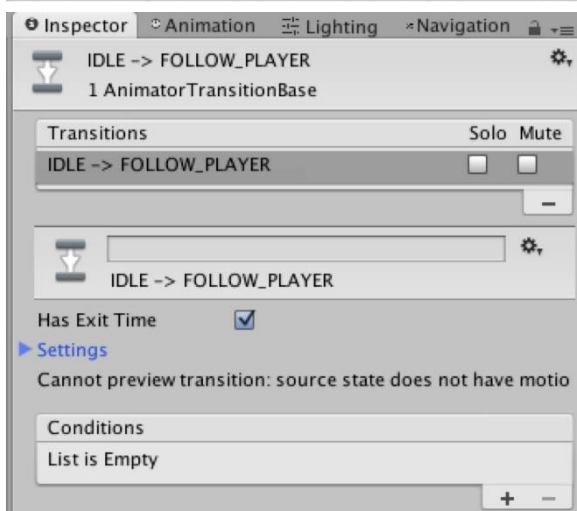 Inspector Animation Lighting Navigation
IDLE -> FOLLOW_PLAYER
1 AnimatorTransitionBase
Transitions Solo Mute
IDLE -> FOLLOW_PLAYER
IDLE -> FOLLOW_PLAYER
Has Exit Time
Settings
Cannot preview transition: source state does not have motio
Conditions
List is Empty